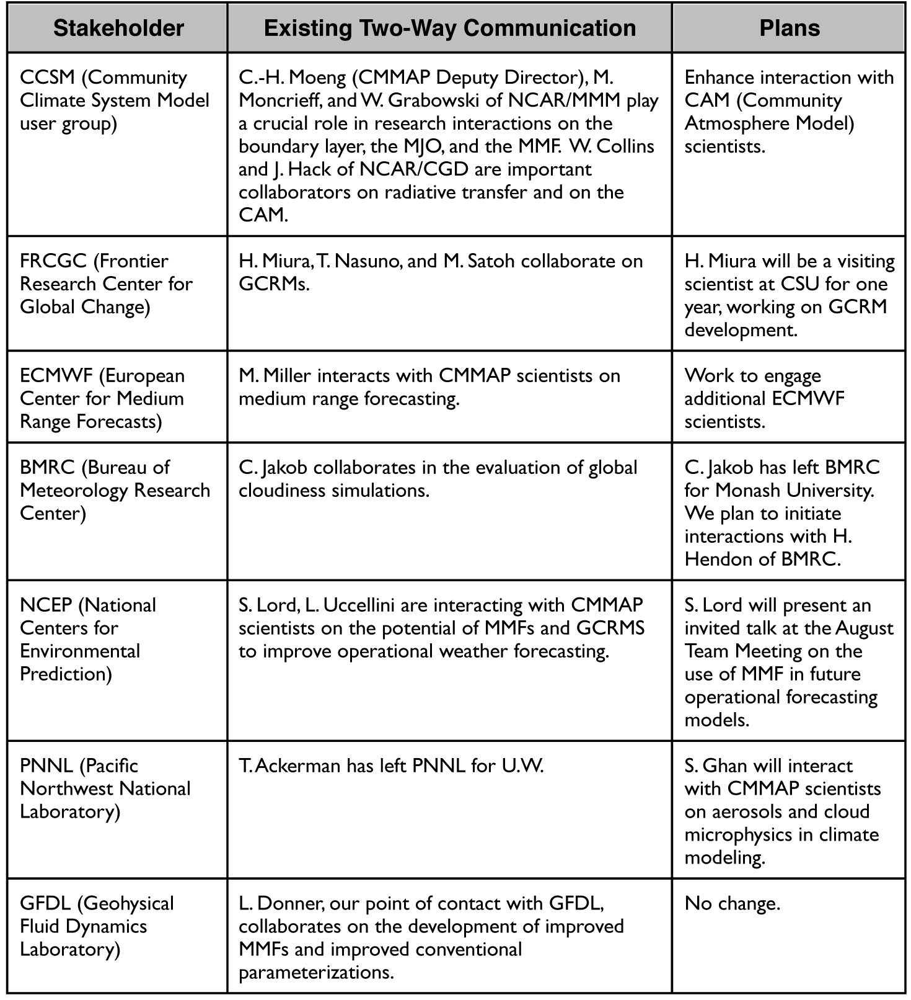 Stakeholder
Existing Two-Way Communication
Plans
CCSM (Community
Climate System Model
user group)
C.-H. Moeng (CMMAP Deputy Director), M.
Moncrieff, and W. Grabowski of NCAR/MMM play
a crucial role in research interactions on the
boundary layer, the MJO, and the MMF.  W. Collins
and J. Hack of NCAR/CGD are important
collaborators on radiative transfer and on the
CAM.
Enhance interaction with
CAM (Community
Atmosphere Model)
scientists.
FRCGC (Frontier
Research Center for
Global Change)
H. Miura, T. Nasuno, and M. Satoh collaborate on
GCRMs.
H. Miura will be a visiting
scientist at CSU for one
year, working on GCRM
development.
ECMWF (European
Center for Medium
Range Forecasts)
M. Miller interacts with CMMAP scientists on
medium range forecasting.
Work to engage
additional ECMWF
scientists.
BMRC (Bureau of
Meteorology Research
Center)
C. Jakob collaborates in the evaluation of global
cloudiness simulations.
C. Jakob has left BMRC
for Monash University.
We plan to initiate
interactions with H.
Hendon of BMRC.
NCEP (National
Centers for
Environmental
Prediction)
S. Lord, L. Uccellini are interacting with CMMAP
scientists on the potential of MMFs and GCRMS
to improve operational weather forecasting.
S. Lord will present an
invited talk at the August
Team Meeting on the
use of MMF in future
operational forecasting
models.
PNNL (Pacific
Northwest National
Laboratory)
T. Ackerman has left PNNL for U.W.
S. Ghan will interact
with CMMAP scientists
on aerosols and cloud
microphysics in climate
modeling.
GFDL (Geohysical
Fluid Dynamics
Laboratory)
L. Donner, our point of contact with GFDL,
collaborates on the development of improved
MMFs and improved conventional
parameterizations.
No change.